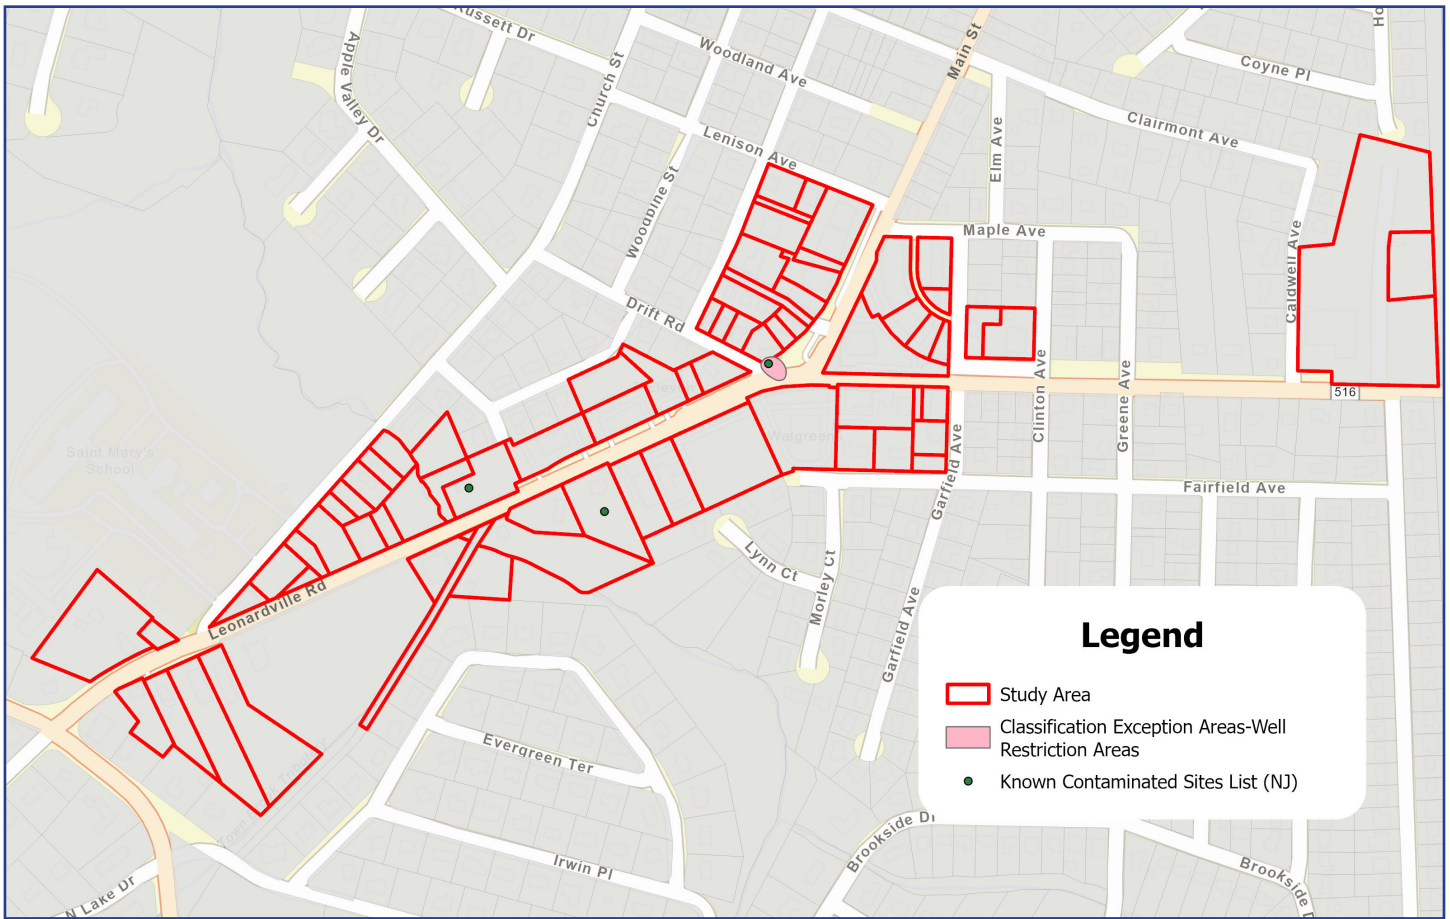 Russett Dr
Apple Valley Dr
Church St
Woodland Ave
Main St
Coyne Pl
Lenison Ave
Clairmont Ave
Elm Ave
Woodbine St
Maple Ave
Caldwell Ave
Drift Rd
516
Clinton Ave
Greene Ave
Walgreens
Saint Mary's
School
Garfield Ave
Fairfield Ave
Lynn Ct
Morley Ct
Leonardville Rd
Garfield Ave
Evergreen Ter
Irwin Pl
N Lake Dr
Brookside Dr
Brookside D
Legend
Study Area
Classification Exception Areas-Well
Restriction Areas
Known Contaminated Sites List (NJ)